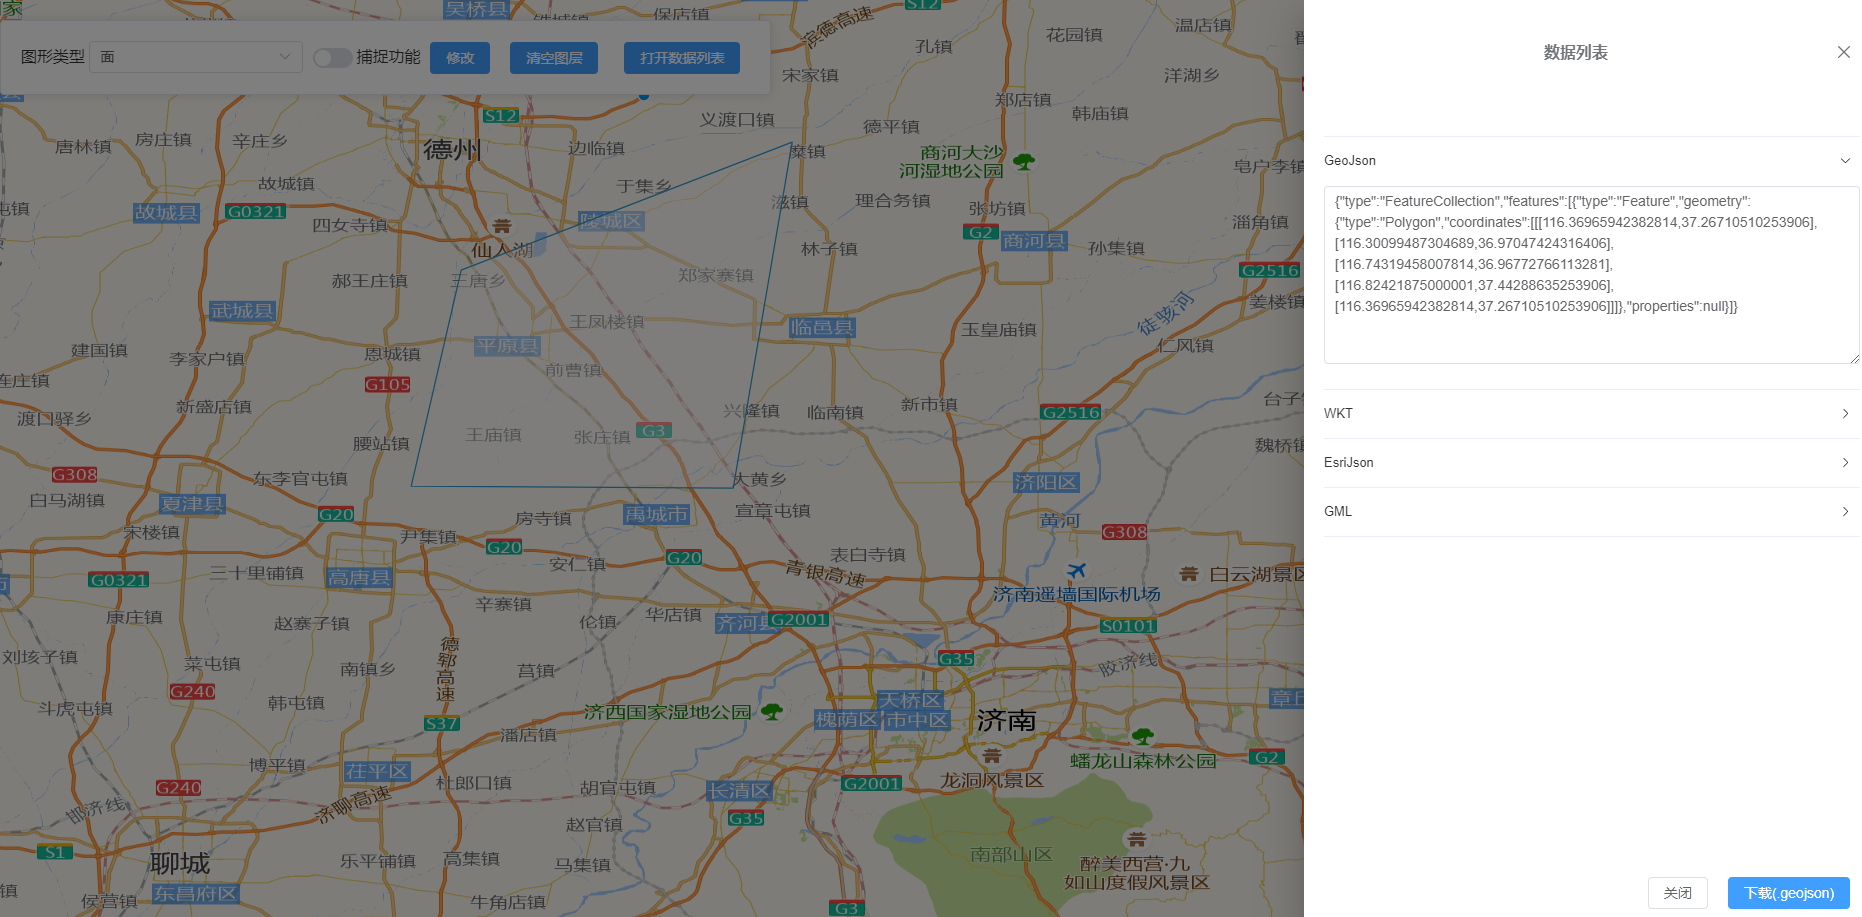 图形类型
面
捕捉功能
修改
清空图层
打开数据列表
数据列表
GeoJson
{"type":"FeatureCollection","features":[{"type":"Feature","geometry":
{"type":"Polygon","coordinates":[[[116.36965942382814,37.26710510253906],
[116.30099487304689,36.97047424316406],
[116.74319458007814,36.96772766113281],
[116.82421875000001,37.44288635253906],
[116.36965942382814,37.26710510253906]]]},"properties":null}]}
WKT
EsriJson
GML
关闭
下载(.geojson)
吴桥县
保店镇
滨德高速
S12
孔镇
花园镇
温店镇
宋家镇
洋湖乡
郑店镇
韩庙镇
S12
义渡口镇
德平镇
唐林镇
房庄镇
辛庄乡
德州
边临镇
糜镇
商河大沙
河湿地公园
皂户李镇
故城镇
于集乡
滋镇
理合务镇
张坊镇
故城县
G0321
四女寺镇
陵城区
G2
商河县
淄角镇
仙人湖
林子镇
孙集镇
郝王庄镇
三唐乡
郑家寨镇
G2516
武城县
王凤楼镇
临邑县
玉皇庙镇
徒骇河
姜楼镇
建国镇
李家户镇
恩城镇
平原县
仁风镇
前曹镇
G105
新盛店镇
渡口驿乡
兴隆镇
临南镇
新市镇
G2516
腰站镇
王庙镇
张庄镇
G3
G308
东李官屯镇
大黄乡
济阳区
白马湖镇
夏津县
G20
房寺镇
禹城市
宣章屯镇
黄河
宋楼镇
尹集镇
G20
G20
表白寺镇
G308
G0321
三十里铺镇
高唐县
安仁镇
青银高速
白云湖景区
济南遥墙国际机场
康庄镇
赵寨子镇
辛寨镇
伦镇
华店镇
齐河县
G2001
S0101
刘垓子镇
菜屯镇
南镇乡
德郓高速
莒镇
G35
胶济线
G240
韩屯镇
斗虎屯镇
S37
济西国家湿地公园
天桥区
槐荫区
市中区
济南
潘店镇
博平镇
茌平区
杜郎口镇
胡官屯镇
长清区
G2001
龙洞风景区
蟠龙山森林公园
G2
G240
邯济线
济聊高速
赵官镇
G35
S1
聊城
乐平铺镇
高集镇
马集镇
南部山区
醉美西营·九
如山度假风景区
侯营镇
东昌府区
牛角店镇
G3